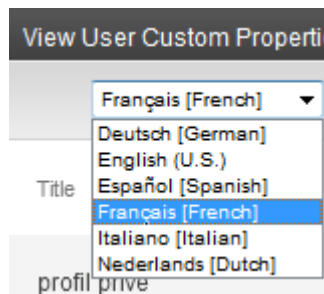 View User Custom Properti
Français [French]
Deutsch [German]
English (U.S.)
Español [Spanish]
Title
Français [French]
Italiano [Italian]
Nederlands [Dutch]
profil privé